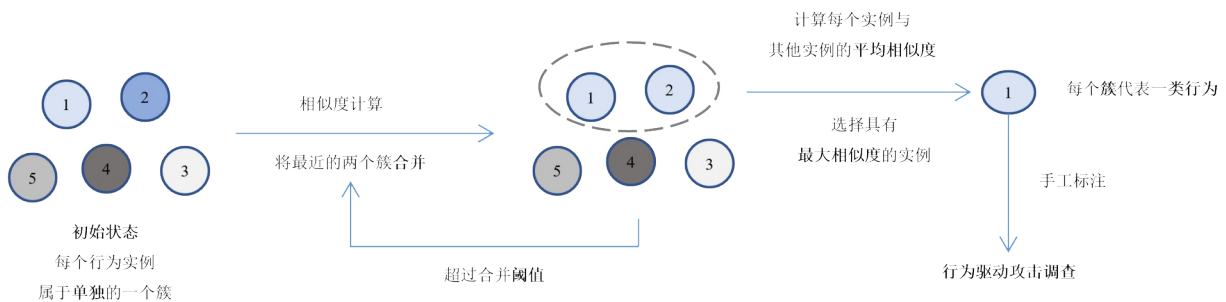 1
2
5
4
3
初始状态
每个行为实例
属于单独的一个簇
相似度计算
将最近的两个簇合并
超过合并阈值
1
2
5
4
3
计算每个实例与
其他实例的平均相似度
选择具有
最大相似度的实例
1
每个簇代表一类行为
手工标注
行为驱动攻击调查